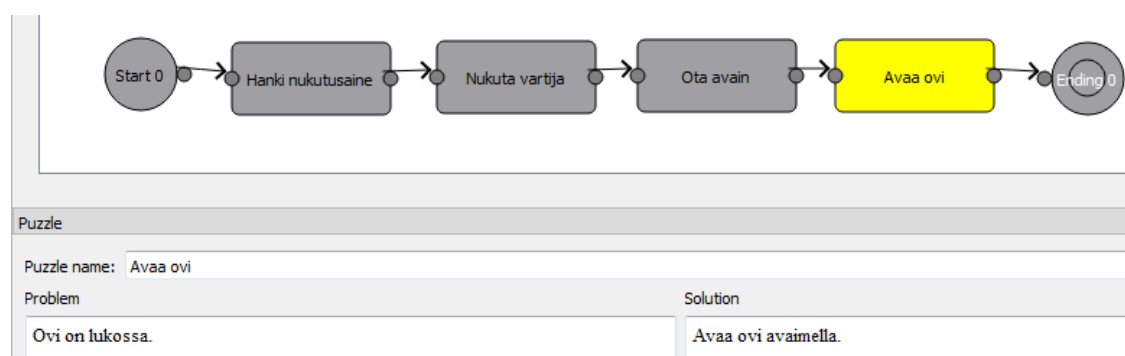 Start 0
Hanki nukutusaine
Nukuta vartija
Ota avain
Avaa ovi
Ending 0
Puzzle
Puzzle name: Avaa ovi
Problem
Solution
Ovi on lukossa.
Avaa ovi avaimella.